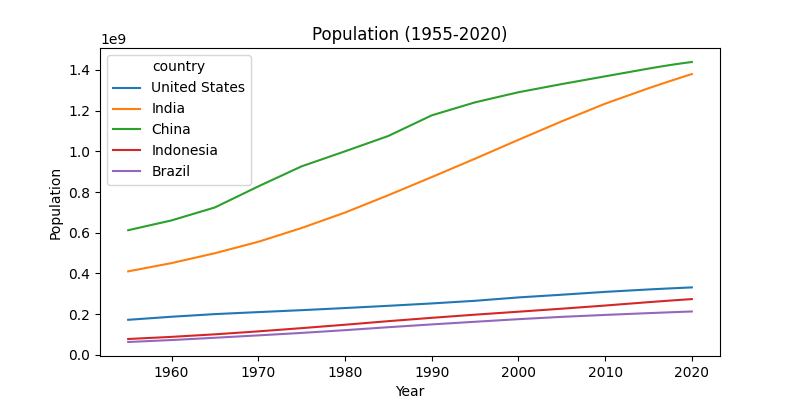 Population (1955-2020)
1e9
country
United States
India
China
Indonesia
Brazil
1.4
1.2
1.0
0.8
0.6
0.4
0.2
0.0
Population
1960 1970 1980 1990 2000 2010 2020
Year